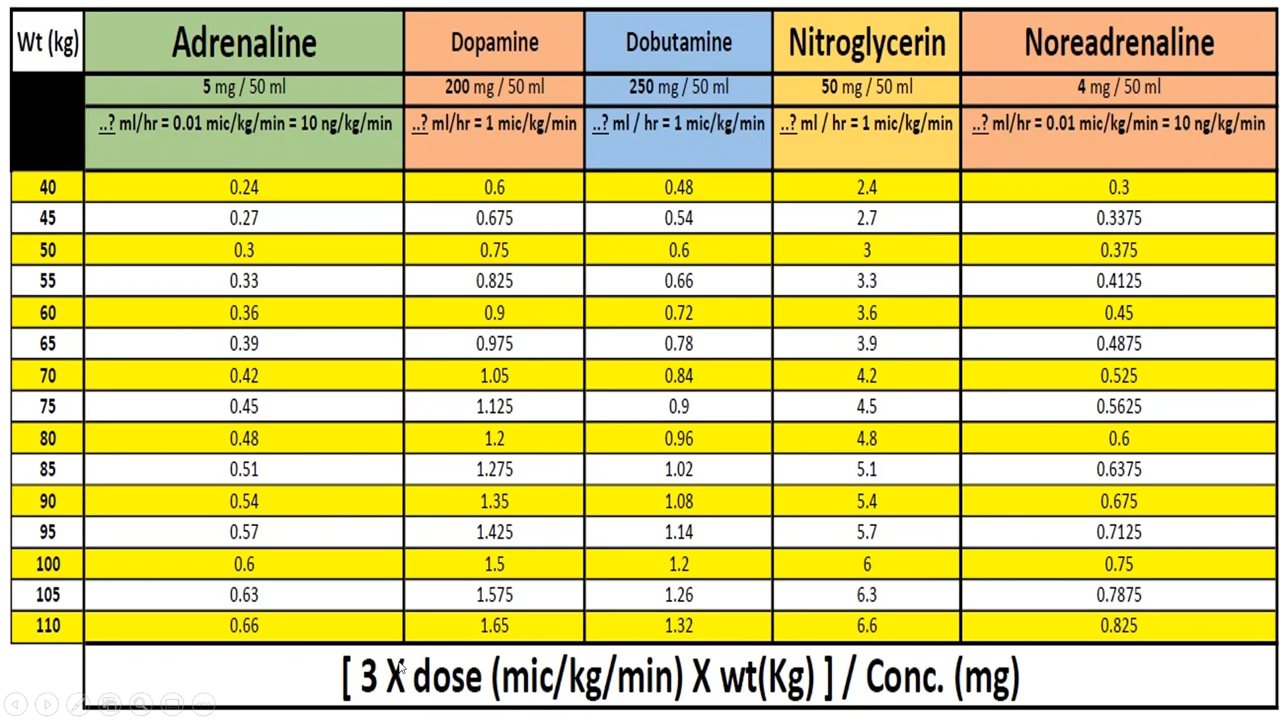 Wt (kg) Adrenaline Dopamine Dobutamine Nitroglycerin Noreadrenaline
5 mg / 50 ml 200 mg / 50 ml 250 mg / 50 ml 50 mg / 50 ml 4 mg / 50 ml
..? ml/hr = 0.01 mic/kg/min = 10 ng/kg/min ..? ml/hr = 1 mic/kg/min ..? ml / hr = 1 mic/kg/min ..? ml / hr = 1 mic/kg/min ..? ml/hr = 0.01 mic/kg/min = 10 ng/kg/min
40 0.24 0.6 0.48 2.4 0.3
45 0.27 0.675 0.54 2.7 0.3375
50 0.3 0.75 0.6 3 0.375
55 0.33 0.825 0.66 3.3 0.4125
60 0.36 0.9 0.72 3.6 0.45
65 0.39 0.975 0.78 3.9 0.4875
70 0.42 1.05 0.84 4.2 0.525
75 0.45 1.125 0.9 4.5 0.5625
80 0.48 1.2 0.96 4.8 0.6
85 0.51 1.275 1.02 5.1 0.6375
90 0.54 1.35 1.08 5.4 0.675
95 0.57 1.425 1.14 5.7 0.7125
100 0.6 1.5 1.2 6 0.75
105 0.63 1.575 1.26 6.3 0.7875
110 0.66 1.65 1.32 6.6 0.825
[ 3 X dose (mic/kg/min) X wt(Kg) ] / Conc. (mg)